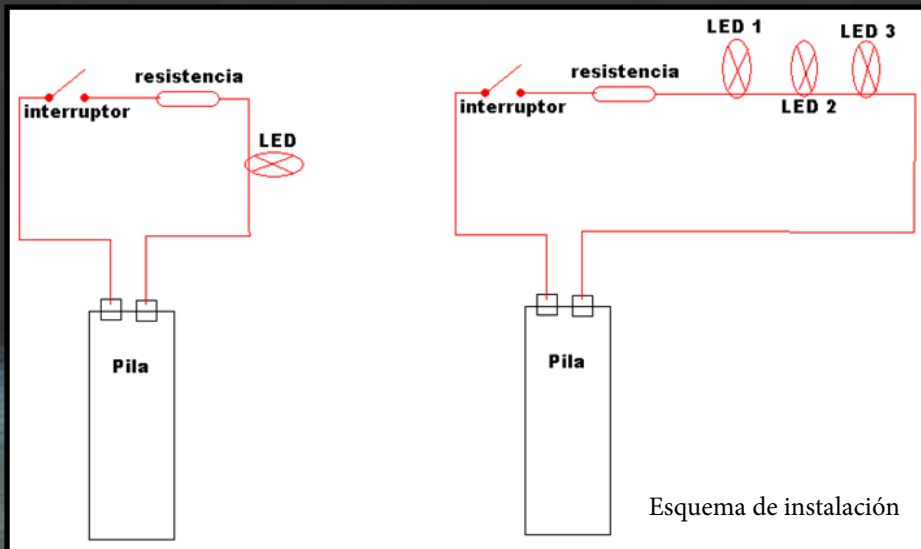 resistencia
interruptor
LED
Pila
LED 1
LED 3
resistencia
interruptor
LED 2
Pila
Esquema de instalación